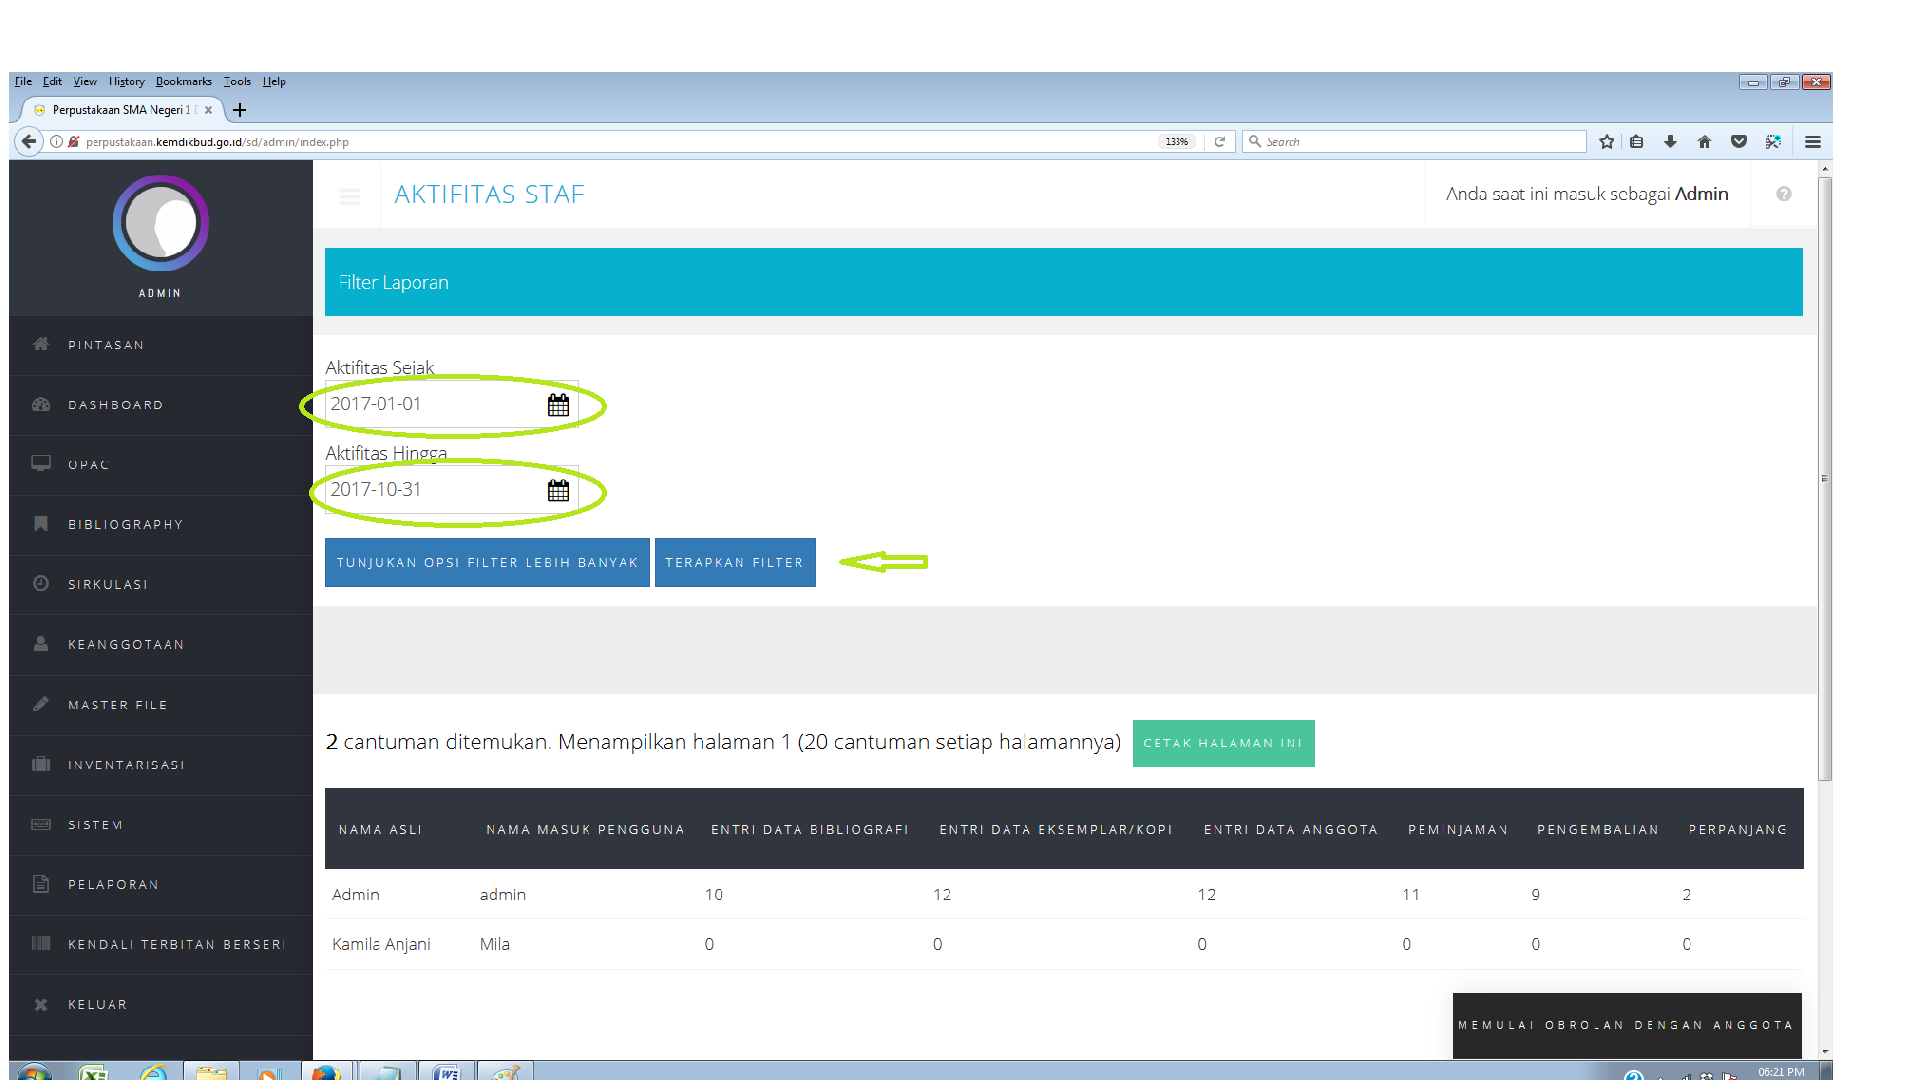 File Edit View History Bookmarks Tools Help
Perpustakaan SMA Negeri 1
perpustakaan.kemdikbud.go.id/sd/admin/index.php
133%
Search
AKTIFITAS STAF
Anda saat ini masuk sebagai Admin
ADMIN
Filter Laporan
PINTASAN
DASHBOARD
OPAC
BIBLIOGRAPHY
SIRKULASI
KEANGGOTAAN
MASTER FILE
INVENTARISASI
SISTEM
PELAPORAN
KENDALI TERBITAN BERSERI
KELUAR
Aktifitas Sejak
2017-01-01
Aktifitas Hingga
2017-10-31
TUNJUKAN OPSI FILTER LEBIH BANYAK
TERAPKAN FILTER
2 cantuman ditemukan. Menampilkan halaman 1 (20 cantuman setiap halamannya)
CETAK HALAMAN INI
NAMA ASLI NAMA MASUK PENGGUNA ENTRI DATA BIBLIOGRAFI ENTRI DATA EKSEMPLAR/KOPI ENTRI DATA ANGGOTA PEMINJAMAN PENGEMBALIAN PERPANJANG
Admin admin 10 12 12 11 9 2
Kamila Anjani Mila 0 0 0 0 0 0
MEMULAI OBROLAN DENGAN ANGGOTA
06:21 PM